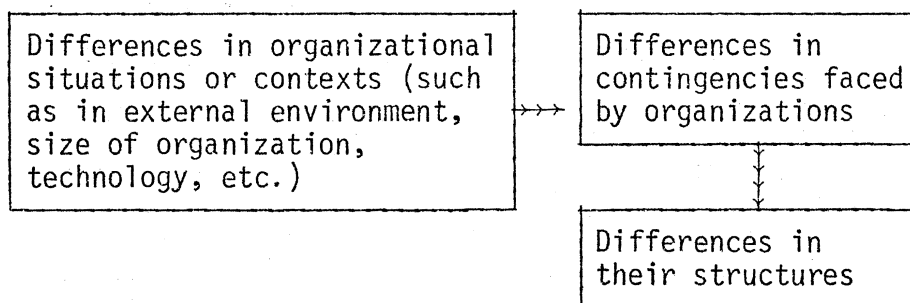 Differences in organizational
situations or contexts (such
as in external environment,
size of organization,
technology, etc.)
Differences in
contingencies faced
by organizations
Differences in
their structures